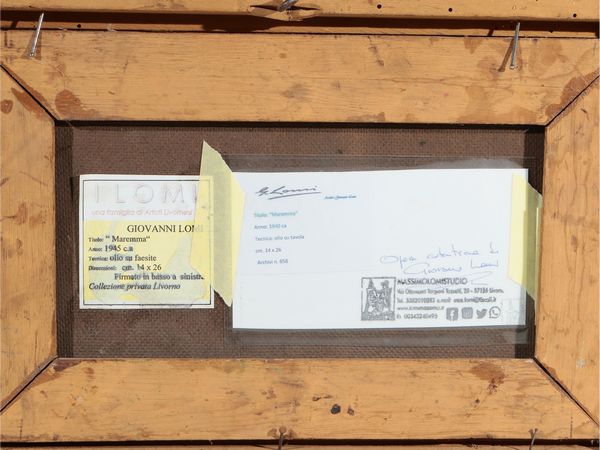 I LOMI
una famiglia di Artisti Livornesi
GIOVANNI LOMI
Titolo: "Maremma"
Anno: 1945 c.a
Tecnica: olio su faesite
Dimensioni: cm. 14 x 26
Firmato in basso a sinistra
Collezione privata Livorno
G. Lomi
Titolo: "Maremma"
Anno: 1940 ca
Tecnica: olio su tavola
cm. 14 x 26
Archivi n. 858
Opera autentica di
Giovanni Lomi
MASSIMOLOMISTUDIO